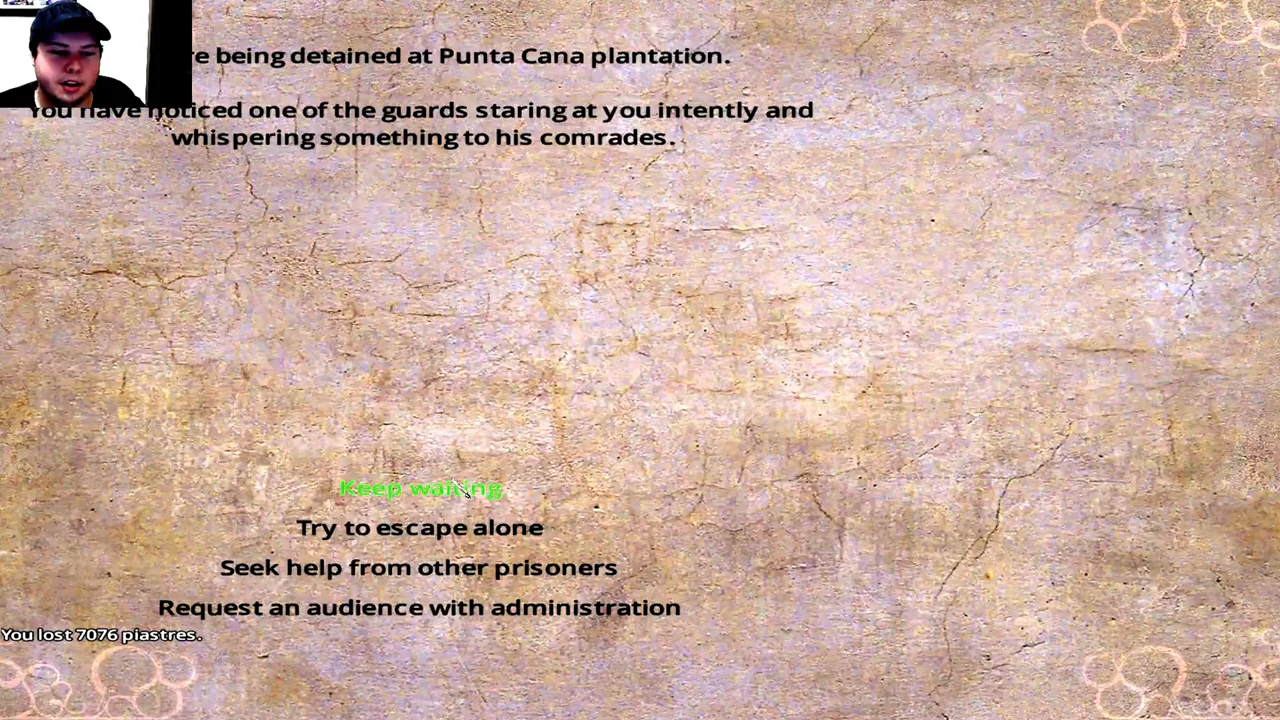 re being detained at Punta Cana plantation.
You have noticed one of the guards staring at you intently and
whispering something to his comrades.
Keep waiting
Try to escape alone
Seek help from other prisoners
Request an audience with administration
You lost 7076 piastres.